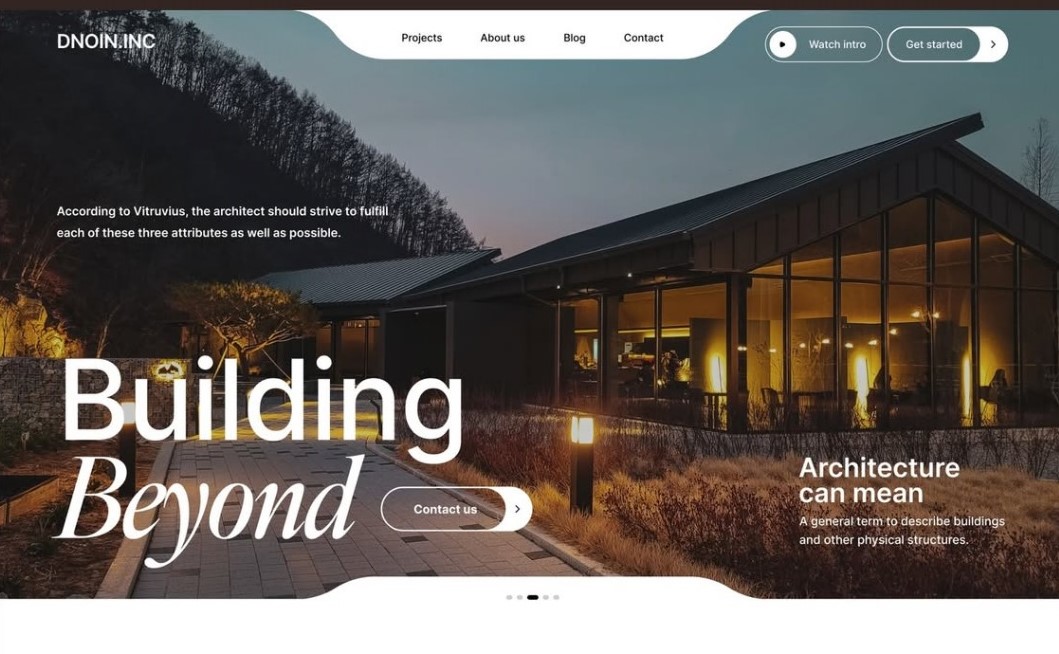 DNOIN.INC
Projects
About us
Blog
Contact
Watch intro
Get started
According to Vitruvius, the architect should strive to fulfill
each of these three attributes as well as possible.
Building
Beyond
Contact us
Architecture
can mean
A general term to describe buildings
and other physical structures.